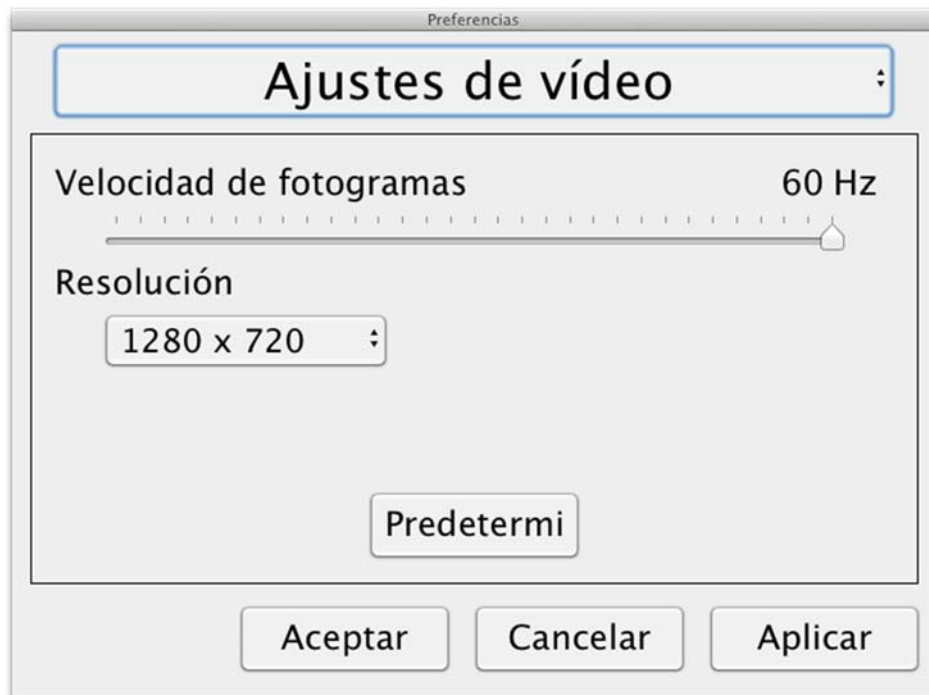 Preferencias
Ajustes de vídeo
Velocidad de fotogramas 60 Hz
Resolución
1280 x 720
Predetermi
Aceptar Cancelar Aplicar